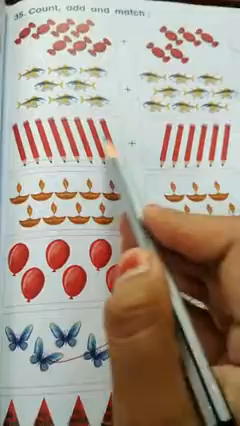 35. Count, add and match :
+
+
+